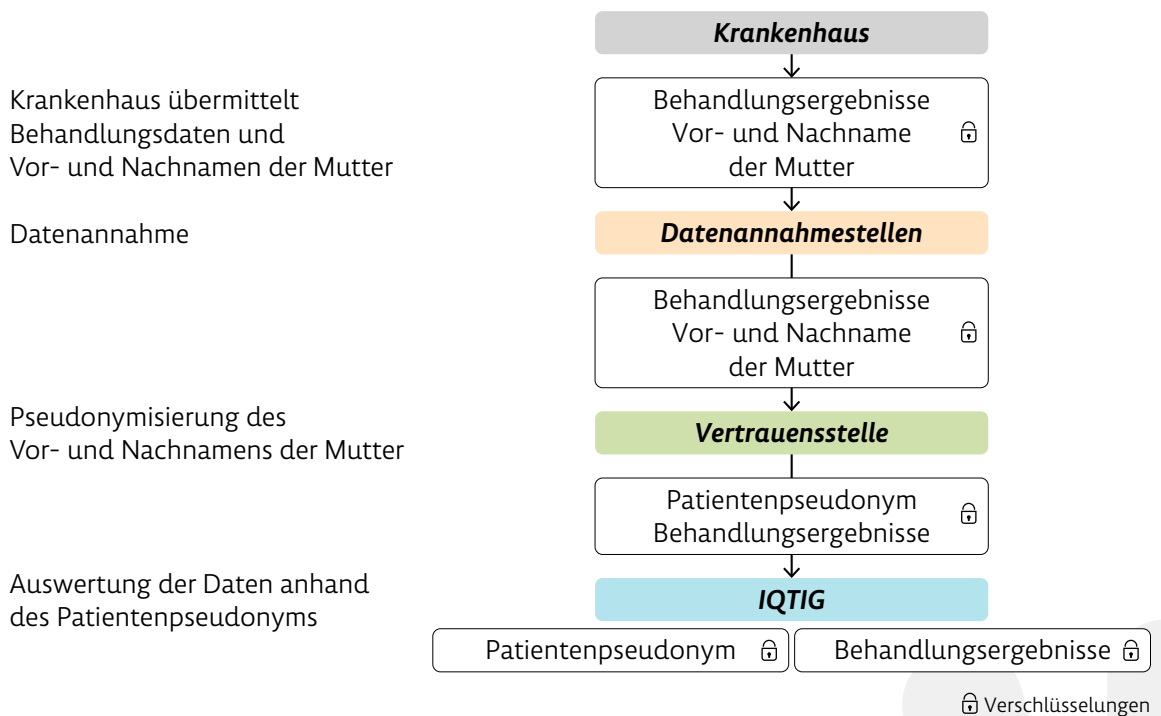 Krankenhaus
Krankenhaus übermittelt
Behandlungsdaten und
Vor- und Nachnamen der Mutter
Behandlungsergebnisse
Vor- und Nachname
der Mutter
Datenannahme
Datenannahmestellen
Behandlungsergebnisse
Vor- und Nachname
der Mutter
Pseudonymisierung des
Vor- und Nachnamens der Mutter
Vertrauensstelle
Patientenpseudonym
Behandlungsergebnisse
Auswertung der Daten anhand
des Patientenpseudonyms
IQTIG
Patientenpseudonym
Behandlungsergebnisse
Verschlüsselungen